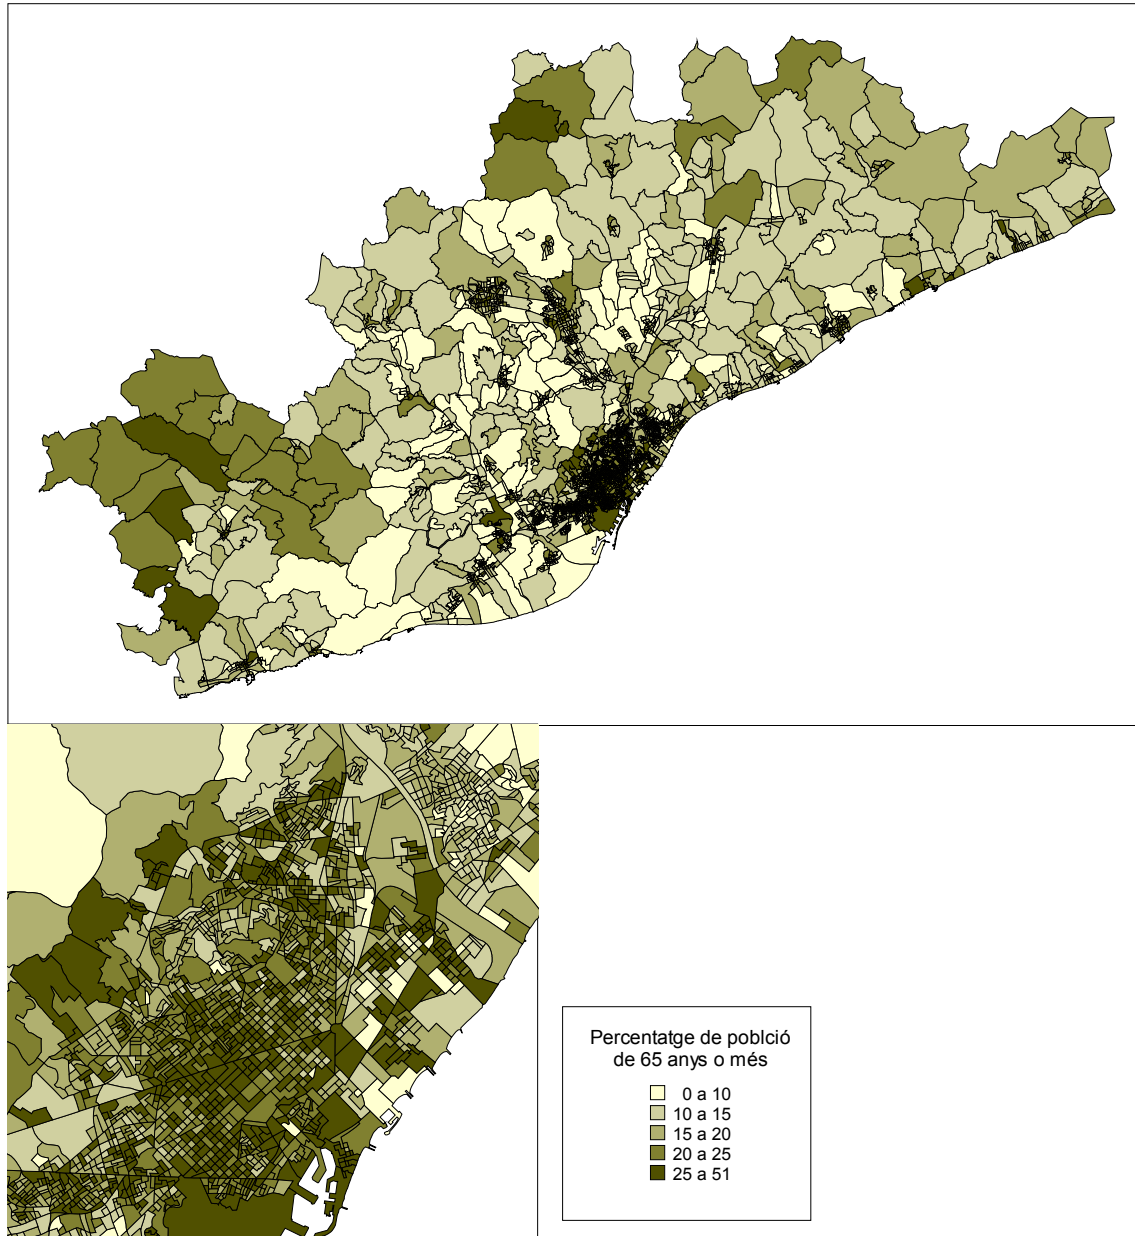 Percentatge de poblció
de 65 anys o més
0 a 10
10 a 15
15 a 20
20 a 25
25 a 51